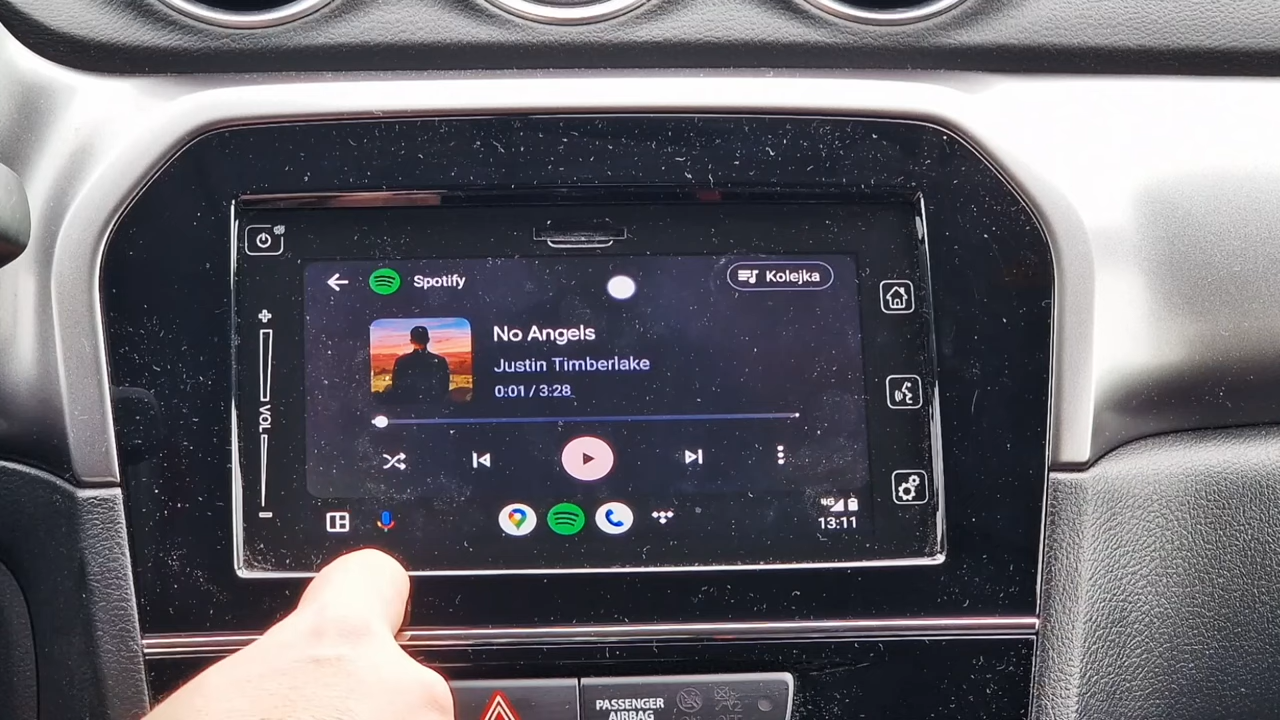 Spotify
Kolejka
No Angels
Justin Timberlake
0:01 / 3:28
VOL
4G
13:11
PASSENGER
AIRBAG